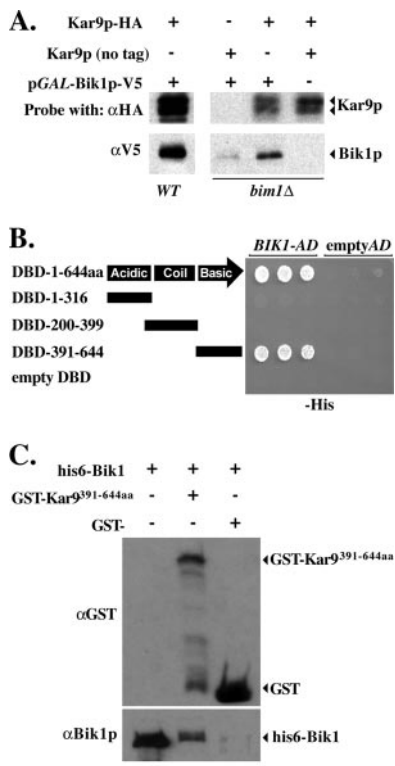 A.
Kar9p-HA + - + +
Kar9p (no tag) - + - +
pGAL-Bik1p-V5 + + + -
Probe with: αHA Kar9p
αV5 Bik1p
WT bim1Δ
B.
BIK1-AD emptyAD
DBD-1-644aa Acidic Coil Basic
DBD-1-316
DBD-200-399
DBD-391-644
empty DBD
-His
C.
his6-Bik1 + + +
GST-Kar9391-644aa - + -
GST- - - +
GST-Kar9391-644aa
αGST
GST
αBik1p his6-Bik1